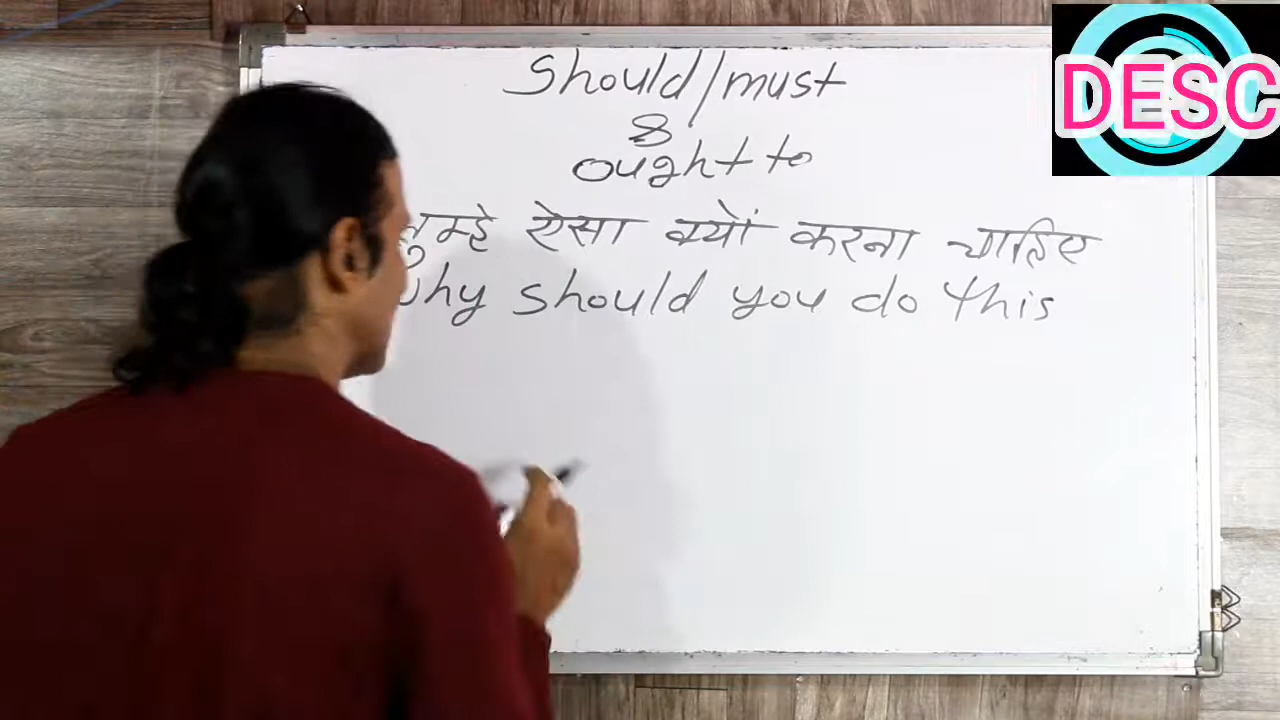 Should/must
&
ought to
तुम्हे ऐसा क्यों करना चाहिए
why should you do this
DESC